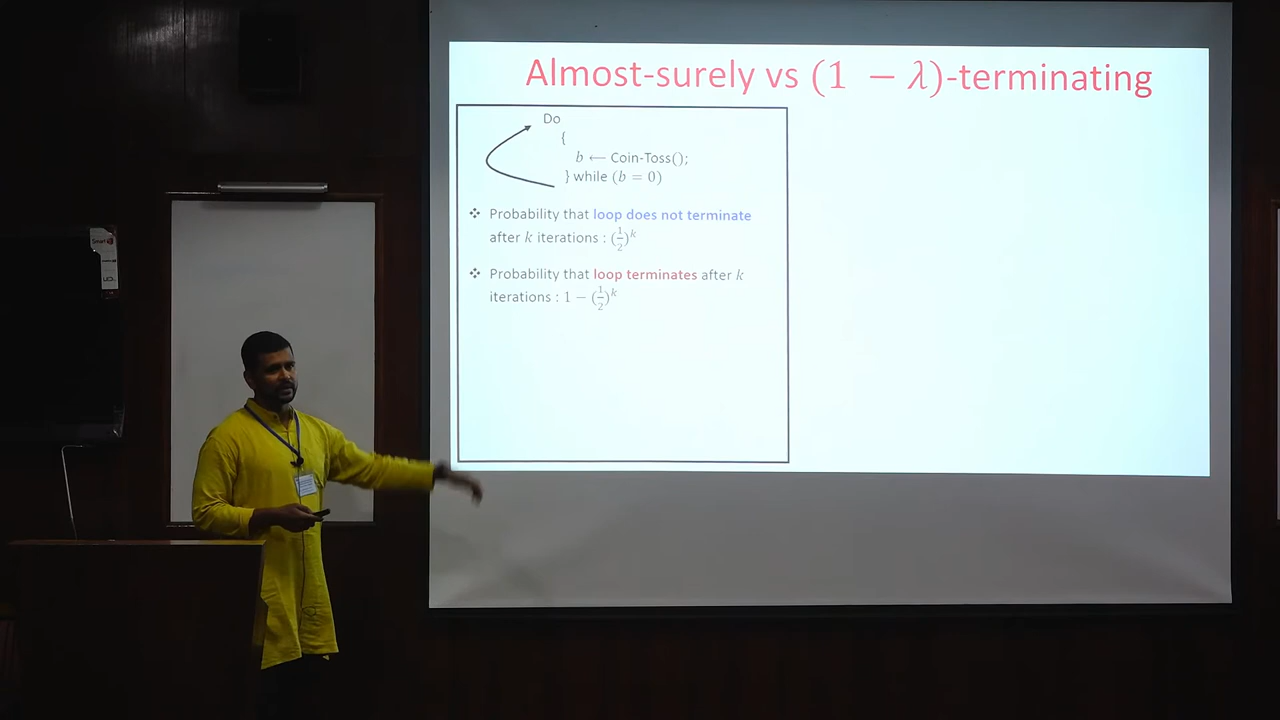 Almost-surely vs (1 − λ)-terminating
Do
{
b ← Coin-Toss();
} while (b = 0)
❖ Probability that loop does not terminate
after k iterations : (1/2)^k
❖ Probability that loop terminates after k
iterations : 1 − (1/2)^k